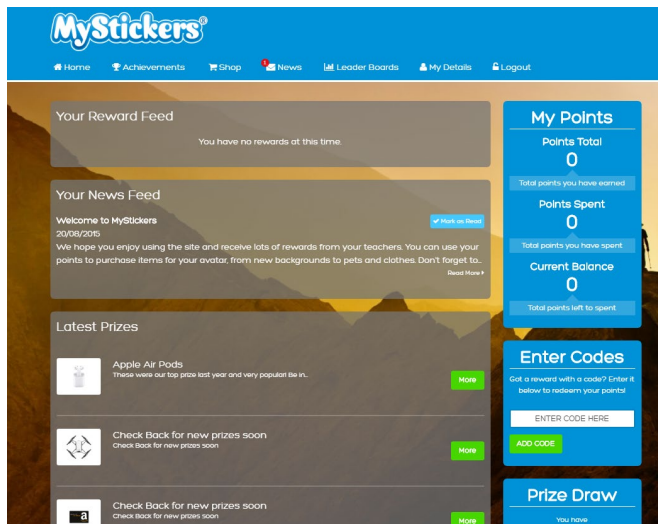 MyStickers®
Home Achievements Shop 1 News Leader Boards My Details Logout
Your Reward Feed
You have no rewards at this time.
Your News Feed
Welcome to MyStickers
Mark as Read
20/08/2015
We hope you enjoy using the site and receive lots of rewards from your teachers. You can use your
points to purchase items for your avatar, from new backgrounds to pets and clothes. Don't forget to..
Read More
Latest Prizes
Apple Air Pods
These were our top prize last year and very popular! Be in..
More
Check Back for new prizes soon
Check Back for new prizes soon
More
a
Check Back for new prizes soon
Check Back for new prizes soon
More
My Points
Points Total
0
Total points you have earned
Points Spent
0
Total points you have spent
Current Balance
0
Total points left to spent
Enter Codes
Got a reward with a code? Enter it
below to redeem your points!
ENTER CODE HERE
ADD CODE
Prize Draw
You have